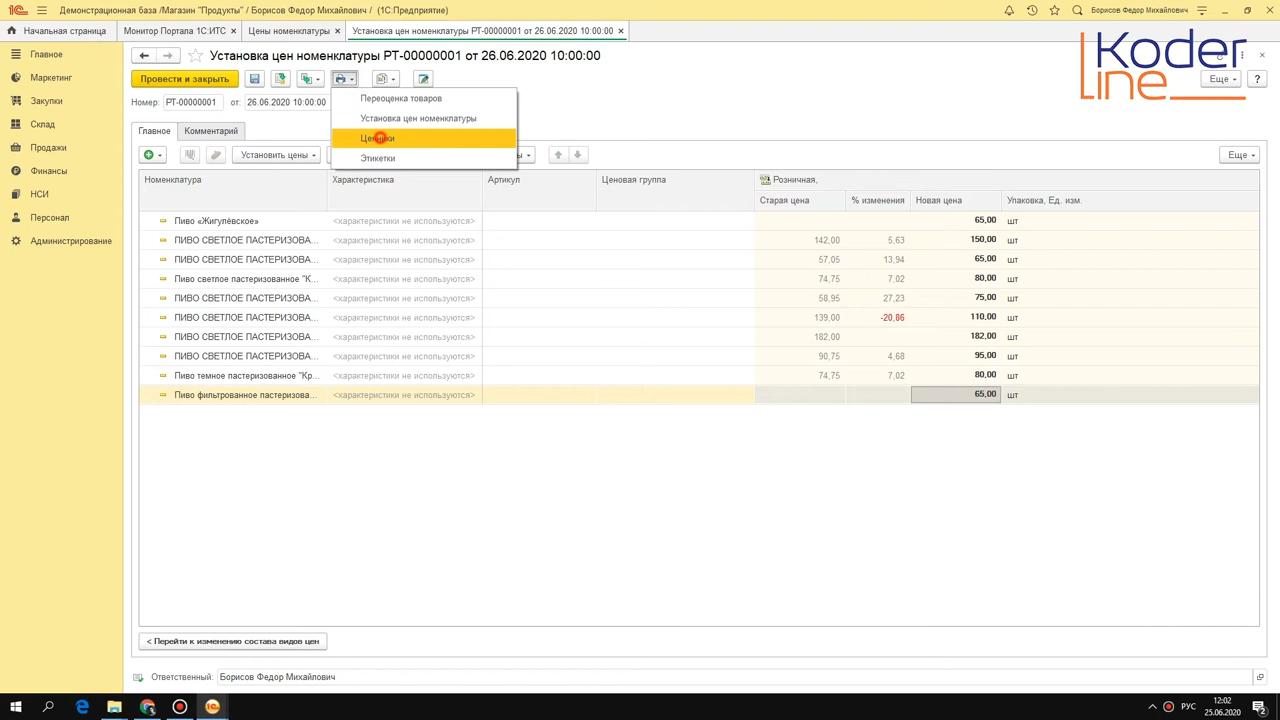 Демонстрационная база /Магазин "Продукты" / Борисов Федор Михайлович / (1С:Предприятие)
Борисов Федор Михайлович
Начальная страница
Монитор Портала 1С:ИТС ×
Цены номенклатуры ×
Установка цен номенклатуры РТ-00000001 от 26.06.2020 10:00:00 ×
Koder
line
Главное
Маркетинг
Закупки
Склад
Продажи
Финансы
НСИ
Персонал
Администрирование
Установка цен номенклатуры РТ-00000001 от 26.06.2020 10:00:00
Провести и закрыть
Еще
?
Номер: РТ-00000001 от: 26.06.2020 10:00:00
Переоценка товаров
Установка цен номенклатуры
Ценники
Этикетки
Главное Комментарий
Установить цены
Еще
Номенклатура Характеристика Артикул Ценовая группа Розничная,
Старая цена % изменения Новая цена Упаковка, Ед. изм.
Пиво «Жигулёвское» <характеристики не используются> 65,00 шт
ПИВО СВЕТЛОЕ ПАСТЕРИЗОВА... <характеристики не используются> 142,00 5,63 150,00 шт
ПИВО СВЕТЛОЕ ПАСТЕРИЗОВА... <характеристики не используются> 57,05 13,94 65,00 шт
Пиво светлое пастеризованное "К... <характеристики не используются> 74,75 7,02 80,00 шт
ПИВО СВЕТЛОЕ ПАСТЕРИЗОВА... <характеристики не используются> 58,95 27,23 75,00 шт
ПИВО СВЕТЛОЕ ПАСТЕРИЗОВА... <характеристики не используются> 139,00 -20,86 110,00 шт
ПИВО СВЕТЛОЕ ПАСТЕРИЗОВА... <характеристики не используются> 182,00 182,00 шт
ПИВО СВЕТЛОЕ ПАСТЕРИЗОВА... <характеристики не используются> 90,75 4,68 95,00 шт
Пиво темное пастеризованное "Кр... <характеристики не используются> 74,75 7,02 80,00 шт
Пиво фильтрованное пастеризова... <характеристики не используются> 65,00 шт
< Перейти к изменению состава видов цен
Ответственный: Борисов Федор Михайлович
РУС
12:02
25.06.2020
2